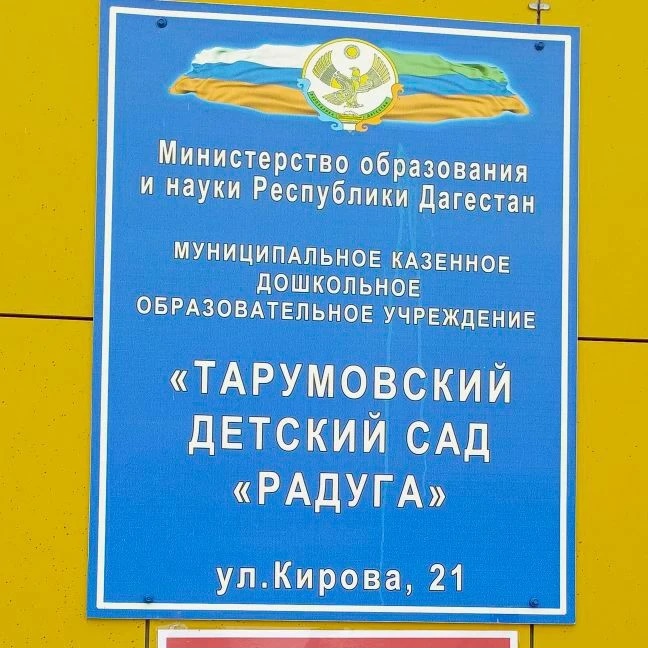 Министерство образования
и науки Республики Дагестан
МУНИЦИПАЛЬНОЕ КАЗЕННОЕ
ДОШКОЛЬНОЕ
ОБРАЗОВАТЕЛЬНОЕ УЧРЕЖДЕНИЕ
«ТАРУМОВСКИЙ
ДЕТСКИЙ САД
«РАДУГА»
ул.Кирова, 21